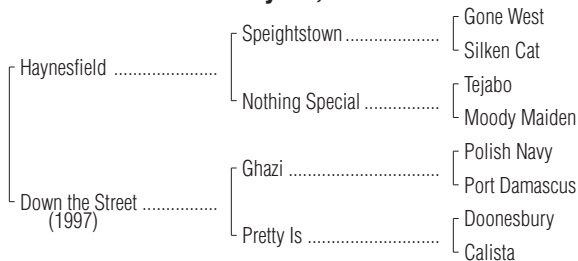 Gone West
Speightstown
Silken Cat
Haynesfield
Tejabo
Nothing Special
Moody Maiden
Polish Navy
Ghazi
Port Damascus
Down the Street
(1997)
Doonesbury
Pretty Is
Calista